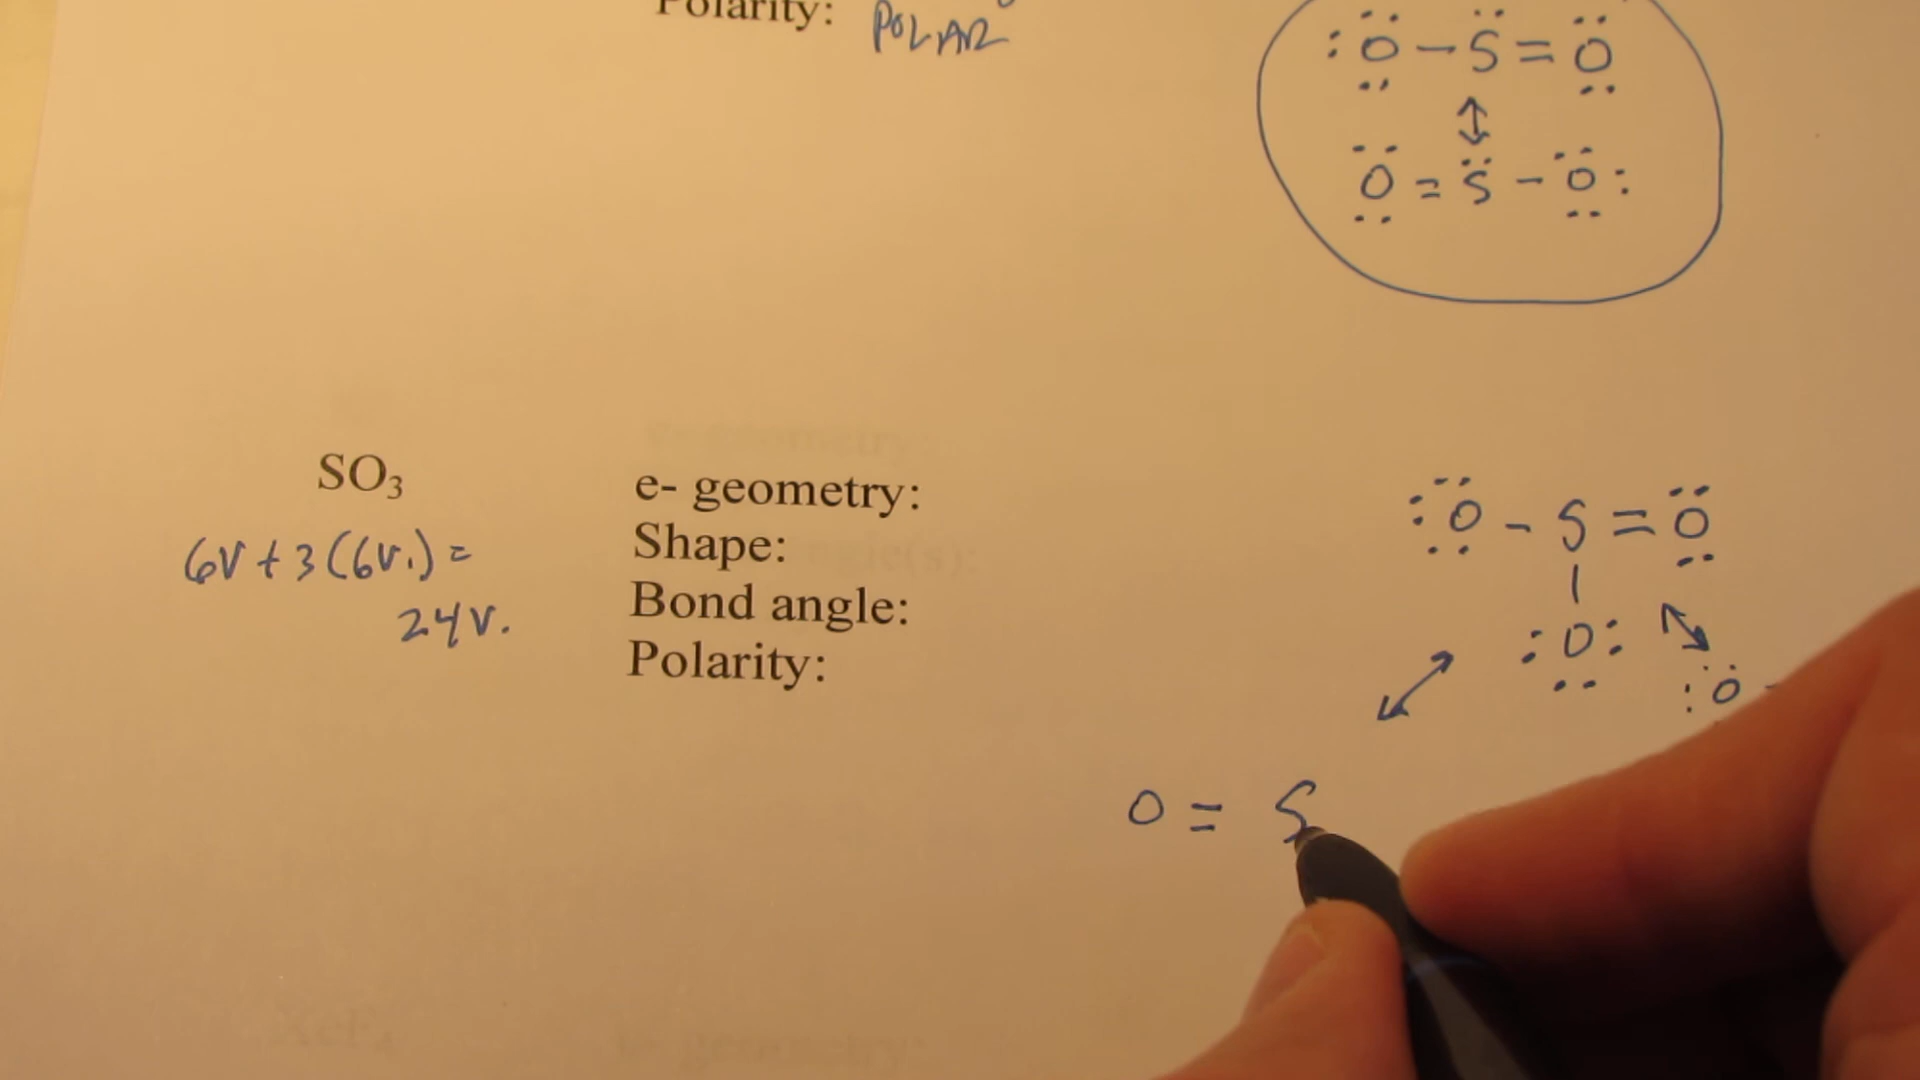 Polarity: POLAR
:O - S = O
O = S - O:
SO3
6V + 3(6V.) =
24V.
e- geometry:
Shape:
Bond angle:
Polarity:
:O - S = O
|
:O:
:O -
O = S